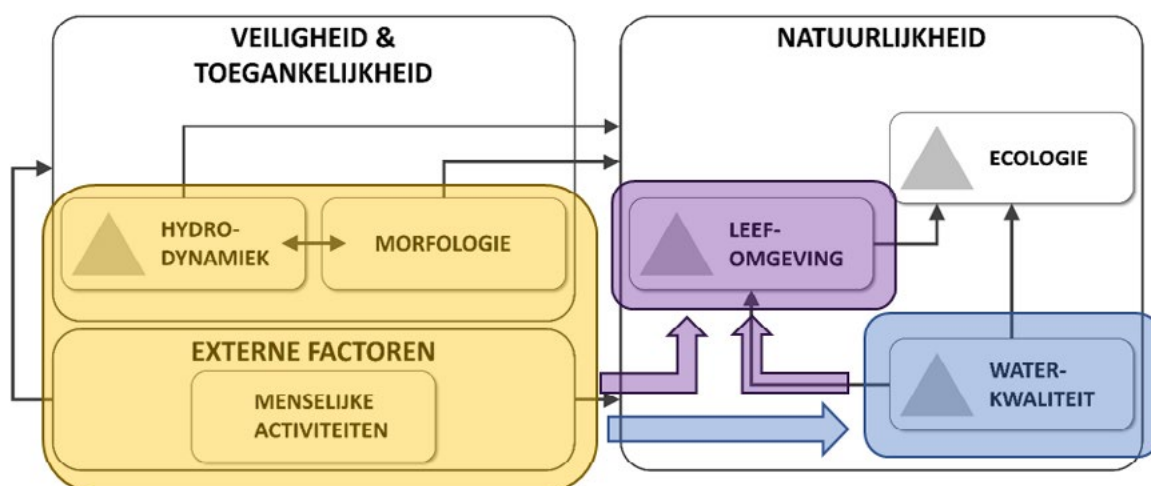 VEILIGHEID &
TOEGANKELIJKHEID
HYDRO-
DYNAMIEK
MORFOLOGIE
EXTERNE FACTOREN
MENSELIJKE
ACTIVITEITEN
NATUURLIJKHEID
ECOLOGIE
LEEF-
OMGEVING
WATER-
KWALITEIT